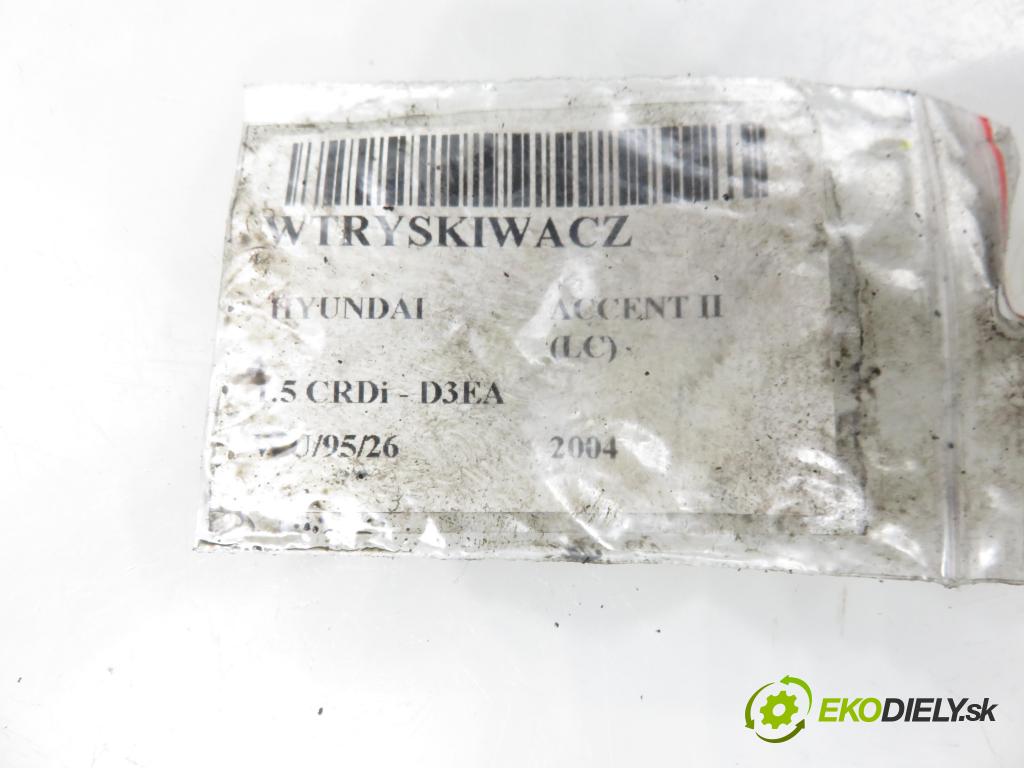 WTRYSKIWACZ
HYUNDAI ACCENT II
(LC)
1.5 CRDi - D3EA
2004
EKODIELY.sk